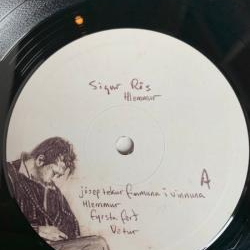 Sigur Rós
Hlemmur
A
jósep tekur fimmuna í vinnuna
Hlemmur
fyrsta ferð
Vetur